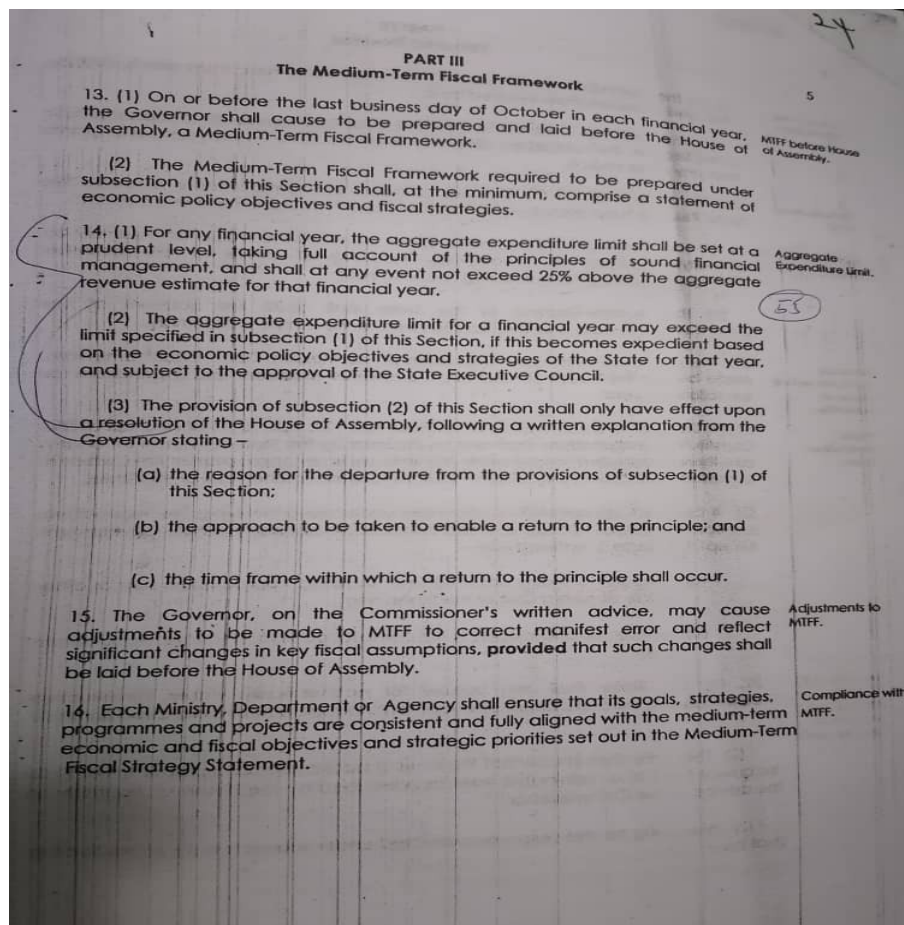 24
PART III
The Medium-Term Fiscal Framework
5
13. (1) On or before the last business day of October in each financial year,
the Governor shall cause to be prepared and laid before the House of
Assembly, a Medium-Term Fiscal Framework.
MTFF before House
of Assembly.
(2) The Medium-Term Fiscal Framework required to be prepared under
subsection (1) of this Section shall, at the minimum, comprise a statement of
economic policy objectives and fiscal strategies.
14. (1) For any financial year, the aggregate expenditure limit shall be set at a
prudent level, taking full account of the principles of sound financial
management, and shall at any event not exceed 25% above the aggregate
revenue estimate for that financial year.
Aggregate
Expenditure Limit.
55
(2) The aggregate expenditure limit for a financial year may exceed the
limit specified in subsection (1) of this Section, if this becomes expedient based
on the economic policy objectives and strategies of the State for that year,
and subject to the approval of the State Executive Council.
(3) The provision of subsection (2) of this Section shall only have effect upon
a resolution of the House of Assembly, following a written explanation from the
Governor stating –
(a) the reason for the departure from the provisions of subsection (1) of
this Section;
(b) the approach to be taken to enable a return to the principle; and
(c) the time frame within which a return to the principle shall occur.
15. The Governor, on the Commissioner's written advice, may cause
adjustments to be made to MTFF to correct manifest error and reflect
significant changes in key fiscal assumptions, provided that such changes shall
be laid before the House of Assembly.
Adjustments to
MTFF.
16. Each Ministry, Department or Agency shall ensure that its goals, strategies,
programmes and projects are consistent and fully aligned with the medium-term
economic and fiscal objectives and strategic priorities set out in the Medium-Term
Fiscal Strategy Statement.
Compliance with
MTFF.